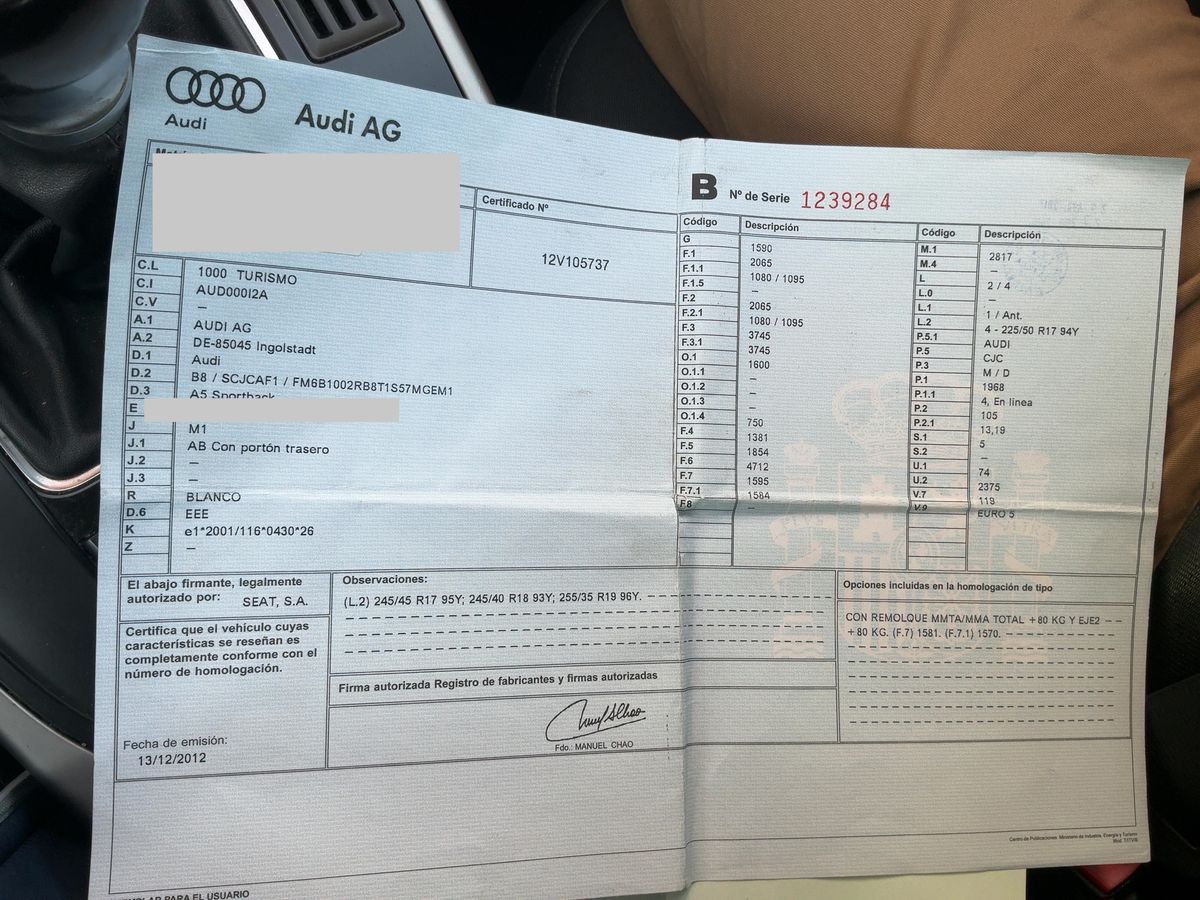 Audi
Audi AG
B Nº de Serie 1239284
Certificado Nº
12V105737
C.L 1000 TURISMO
C.I AUD000I2A
C.V –
A.1 AUDI AG
A.2 DE-85045 Ingolstadt
D.1 Audi
D.2 B8 / SCJCAF1 / FM6B1002RB8T1S57MGEM1
D.3 A5 Sportback
E
J M1
J.1 AB Con portón trasero
J.2 –
J.3 –
R BLANCO
D.6 EEE
K e1*2001/116*0430*26
Z –
Código Descripción
G 1590
F.1 2065
F.1.1 1080 / 1095
F.1.5 –
F.2 2065
F.2.1 1080 / 1095
F.3 3745
F.3.1 3745
O.1 1600
O.1.1 –
O.1.2 –
O.1.3 –
O.1.4 750
F.4 1381
F.5 1854
F.6 4712
F.7 1595
F.7.1 1584
F.8 –
Código Descripción
M.1 2817
M.4 –
L 2 / 4
L.0 –
L.1 1 / Ant.
L.2 4 - 225/50 R17 94Y
P.5.1 AUDI
P.5 CJC
P.3 M / D
P.1 1968
P.1.1 4, En linea
P.2 105
P.2.1 13,19
S.1 5
S.2 –
U.1 74
U.2 2375
V.7 119
V.9 EURO 5
El abajo firmante, legalmente
autorizado por: SEAT, S.A.
Certifica que el vehículo cuyas
características se reseñan es
completamente conforme con el
número de homologación.
Fecha de emisión:
13/12/2012
Observaciones:
(L.2) 245/45 R17 95Y; 245/40 R18 93Y; 255/35 R19 96Y.
Firma autorizada Registro de fabricantes y firmas autorizadas
Fdo.: MANUEL CHAO
Opciones incluidas en la homologación de tipo
CON REMOLQUE MMTA/MMA TOTAL +80 KG Y EJE2
+80 KG. (F.7) 1581. (F.7.1) 1570.
Centro de Publicaciones. Ministerio de Industria, Energía y Turismo
PARA EL USUARIO